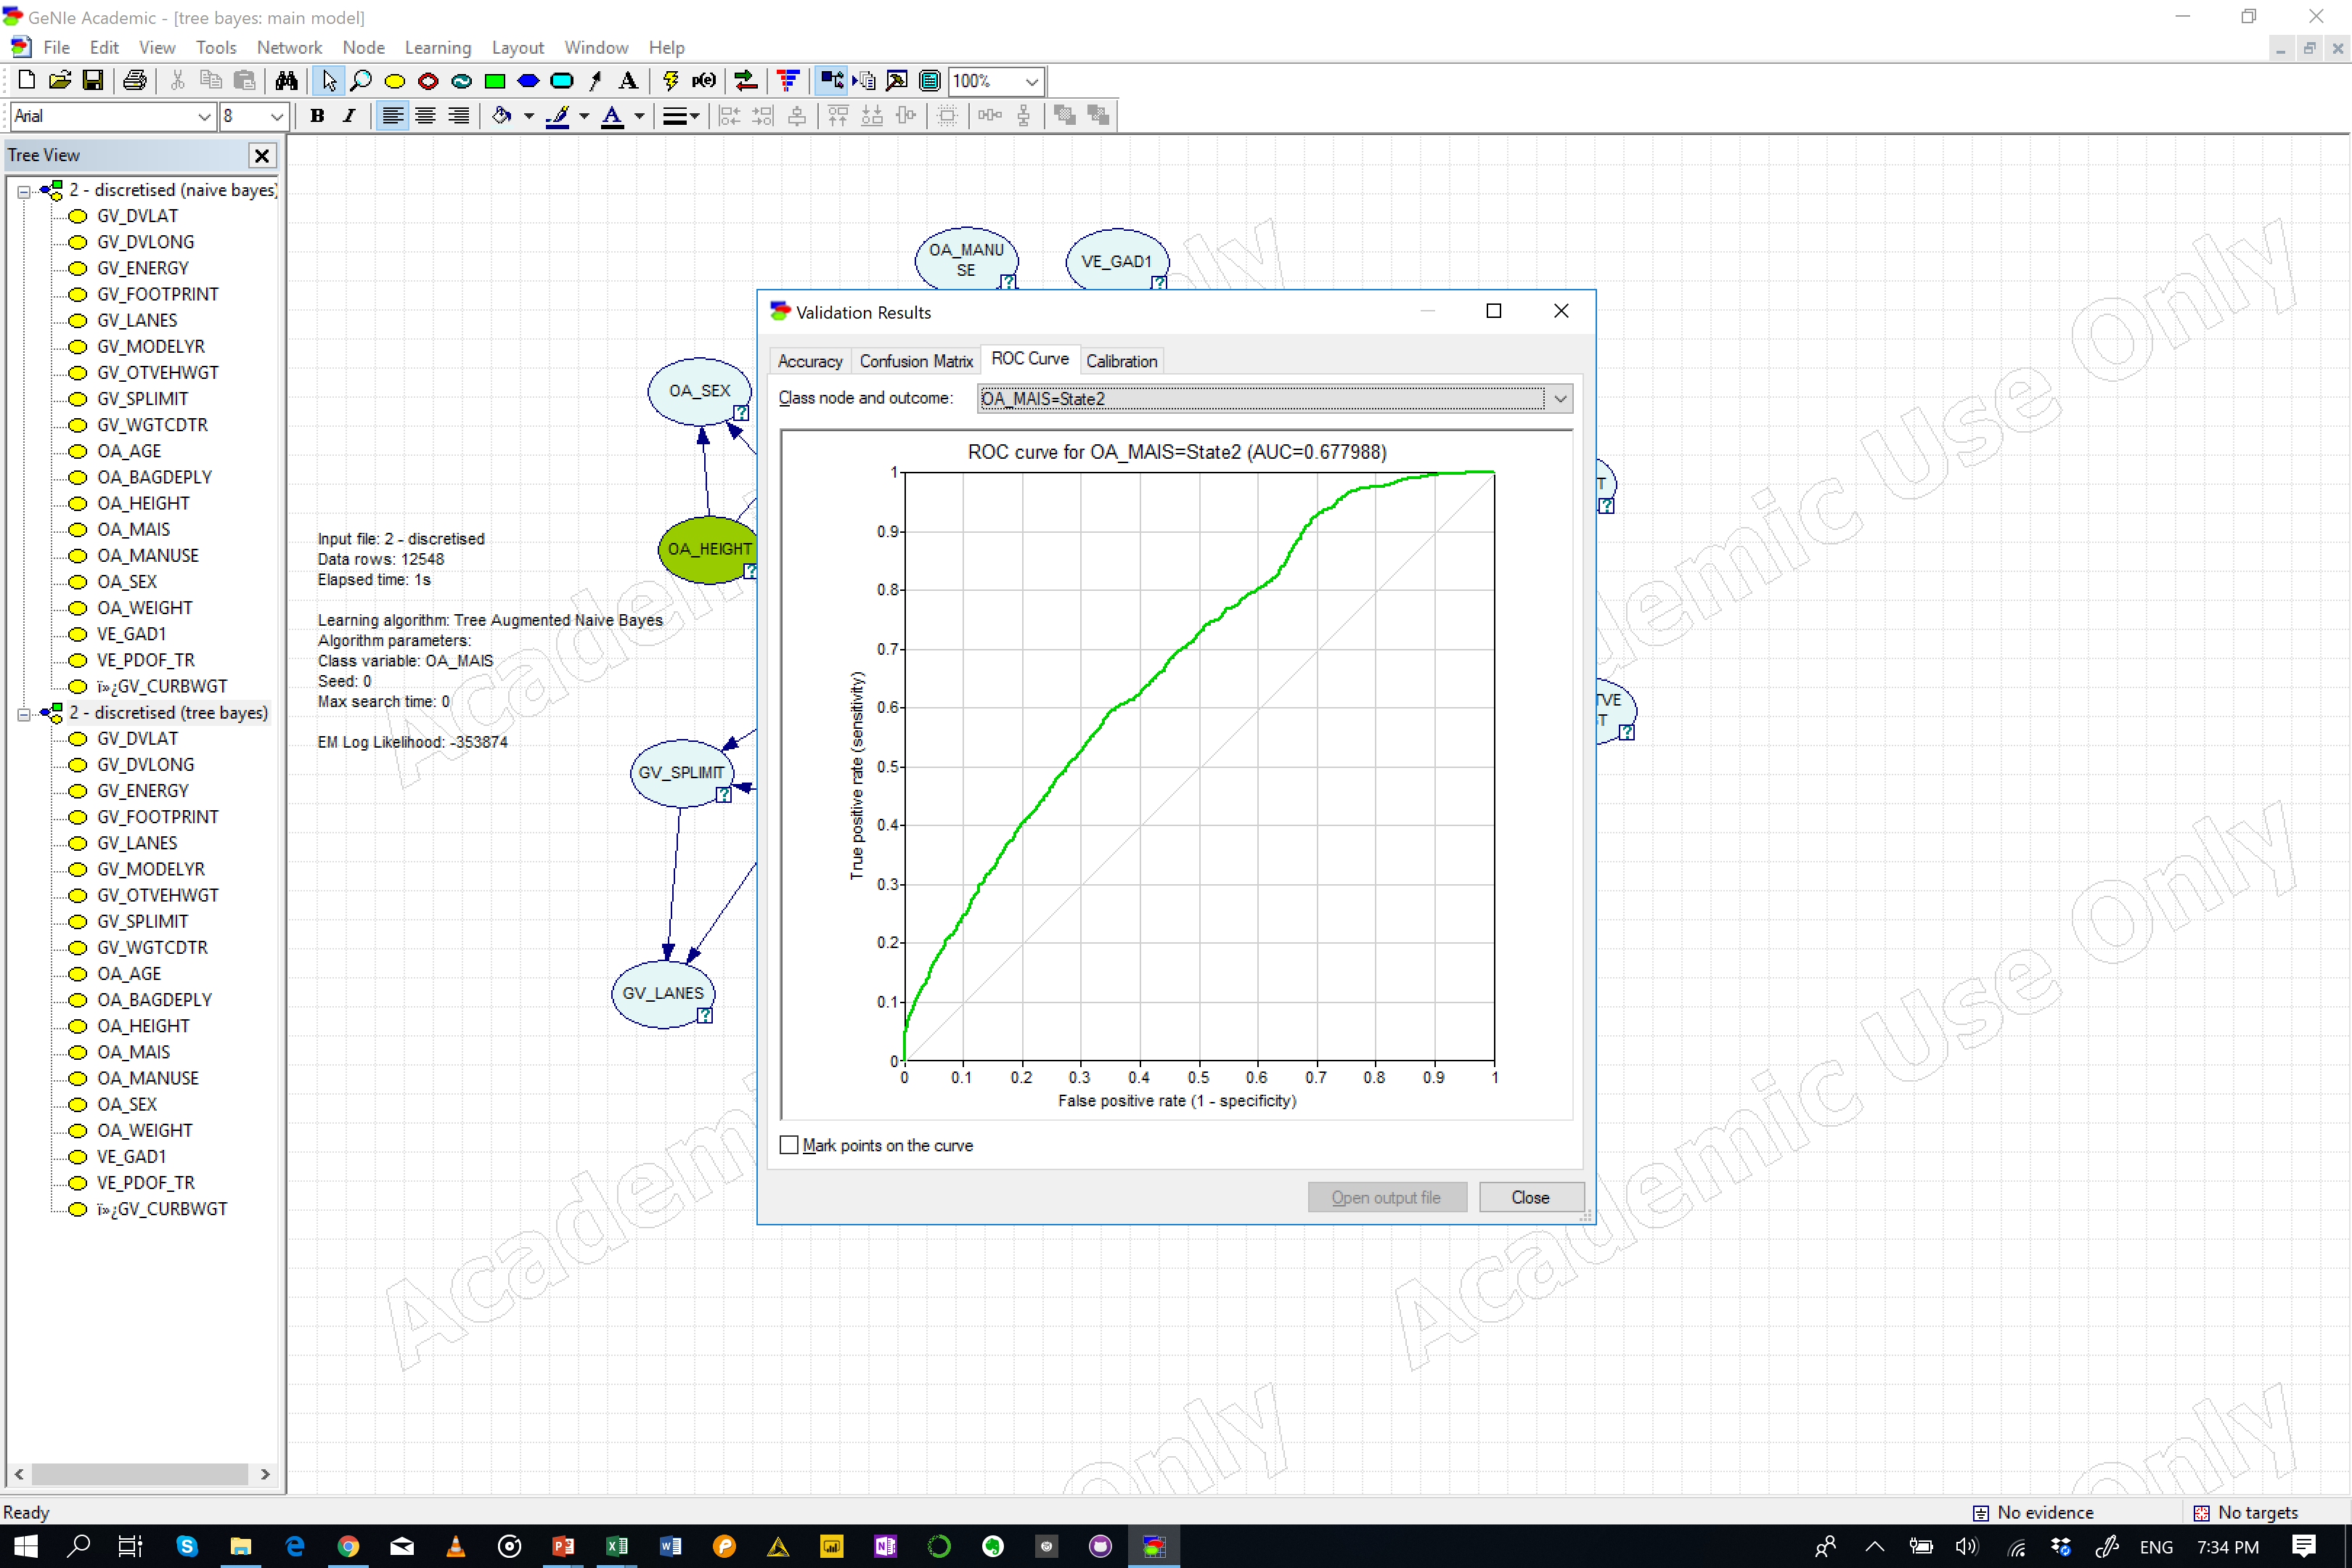 GeNIe Academic - [tree bayes: main model]
File Edit View Tools Network Node Learning Layout Window Help
p(e) A 100%
Arial 8 B I A
Tree View
2 - discretised (naive bayes)
GV_DVLAT
GV_DVLONG
GV_ENERGY
GV_FOOTPRINT
GV_LANES
GV_MODELYR
GV_OTVEHWGT
GV_SPLIMIT
GV_WGTCDTR
OA_AGE
OA_BAGDEPLY
OA_HEIGHT
OA_MAIS
OA_MANUSE
OA_SEX
OA_WEIGHT
VE_GAD1
VE_PDOF_TR
ï»¿GV_CURBWGT
2 - discretised (tree bayes)
GV_DVLAT
GV_DVLONG
GV_ENERGY
GV_FOOTPRINT
GV_LANES
GV_MODELYR
GV_OTVEHWGT
GV_SPLIMIT
GV_WGTCDTR
OA_AGE
OA_BAGDEPLY
OA_HEIGHT
OA_MAIS
OA_MANUSE
OA_SEX
OA_WEIGHT
VE_GAD1
VE_PDOF_TR
ï»¿GV_CURBWGT
OA_MANU
SE
VE_GAD1
OA_SEX
OA_HEIGHT
Input file: 2 - discretised
Data rows: 12548
Elapsed time: 1s
Learning algorithm: Tree Augmented Naive Bayes
Algorithm parameters:
Class variable: OA_MAIS
Seed: 0
Max search time: 0
EM Log Likelihood: -353874
GV_SPLIMIT
GV_LANES
T
TVE
T
Validation Results
Accuracy Confusion Matrix ROC Curve Calibration
Class node and outcome: OA_MAIS=State2
ROC curve for OA_MAIS=State2 (AUC=0.677988)
True positive rate (sensitivity)
1
0.9
0.8
0.7
0.6
0.5
0.4
0.3
0.2
0.1
0
0 0.1 0.2 0.3 0.4 0.5 0.6 0.7 0.8 0.9 1
False positive rate (1 - specificity)
Mark points on the curve
Open output file Close
Academic Use Only
Academic Use Only
Ready No evidence No targets
ENG 7:34 PM